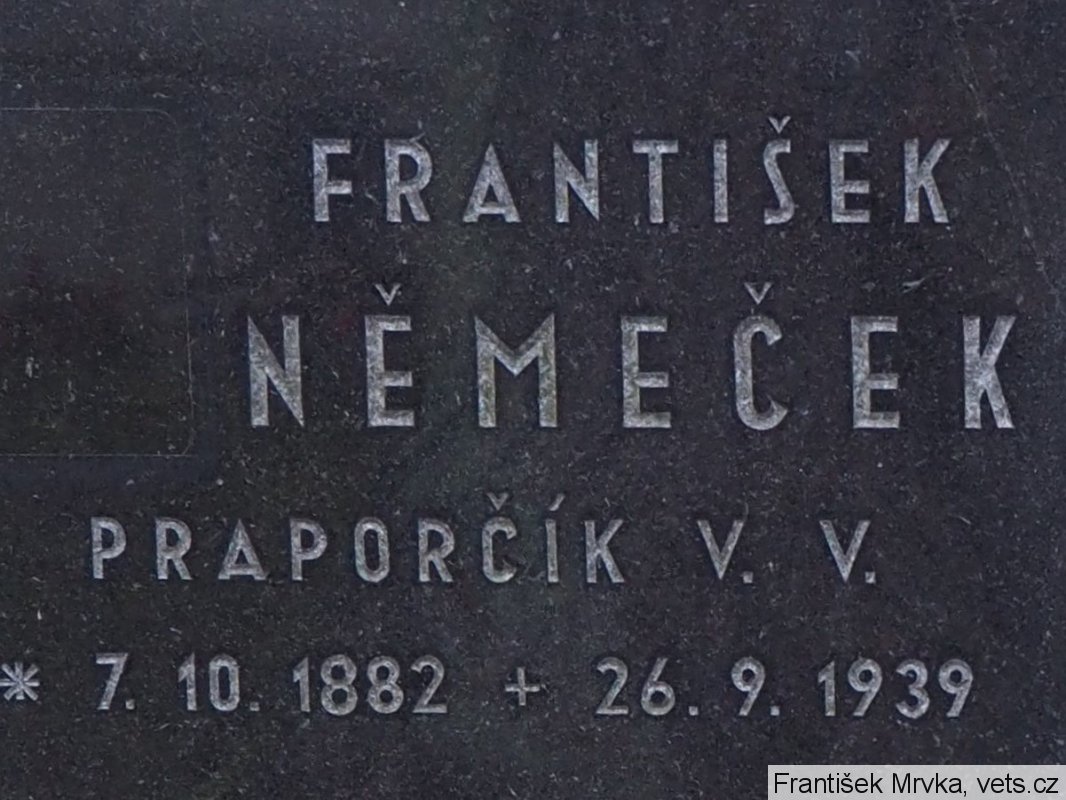 FRANTIŠEK
NĚMEČEK
PRAPORČÍK V. V.
* 7. 10. 1882 + 26. 9. 1939
František Mrvka, vets.cz